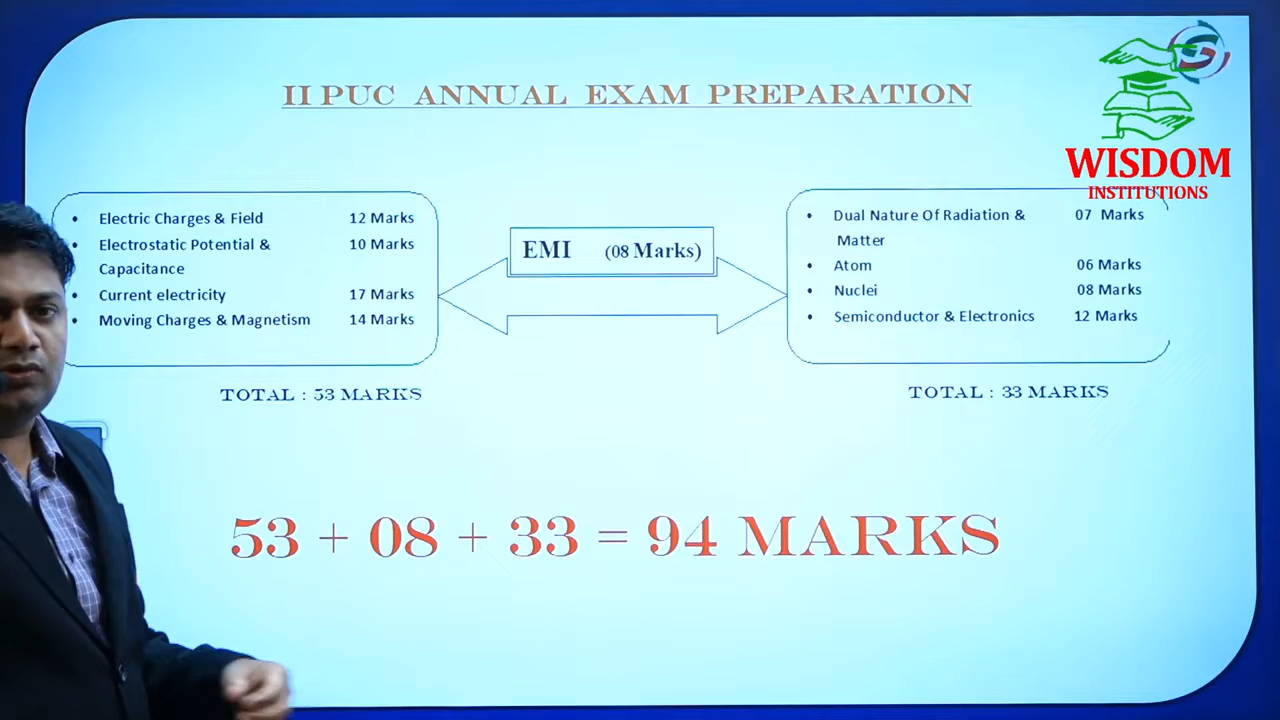 II PUC ANNUAL EXAM PREPARATION
WISDOM
INSTITUTIONS
• Electric Charges & Field 12 Marks
• Electrostatic Potential & 10 Marks
Capacitance
• Current electricity 17 Marks
• Moving Charges & Magnetism 14 Marks
TOTAL : 53 MARKS
EMI (08 Marks)
• Dual Nature Of Radiation & 07 Marks
Matter
• Atom 06 Marks
• Nuclei 08 Marks
• Semiconductor & Electronics 12 Marks
TOTAL : 33 MARKS
53 + 08 + 33 = 94 MARKS